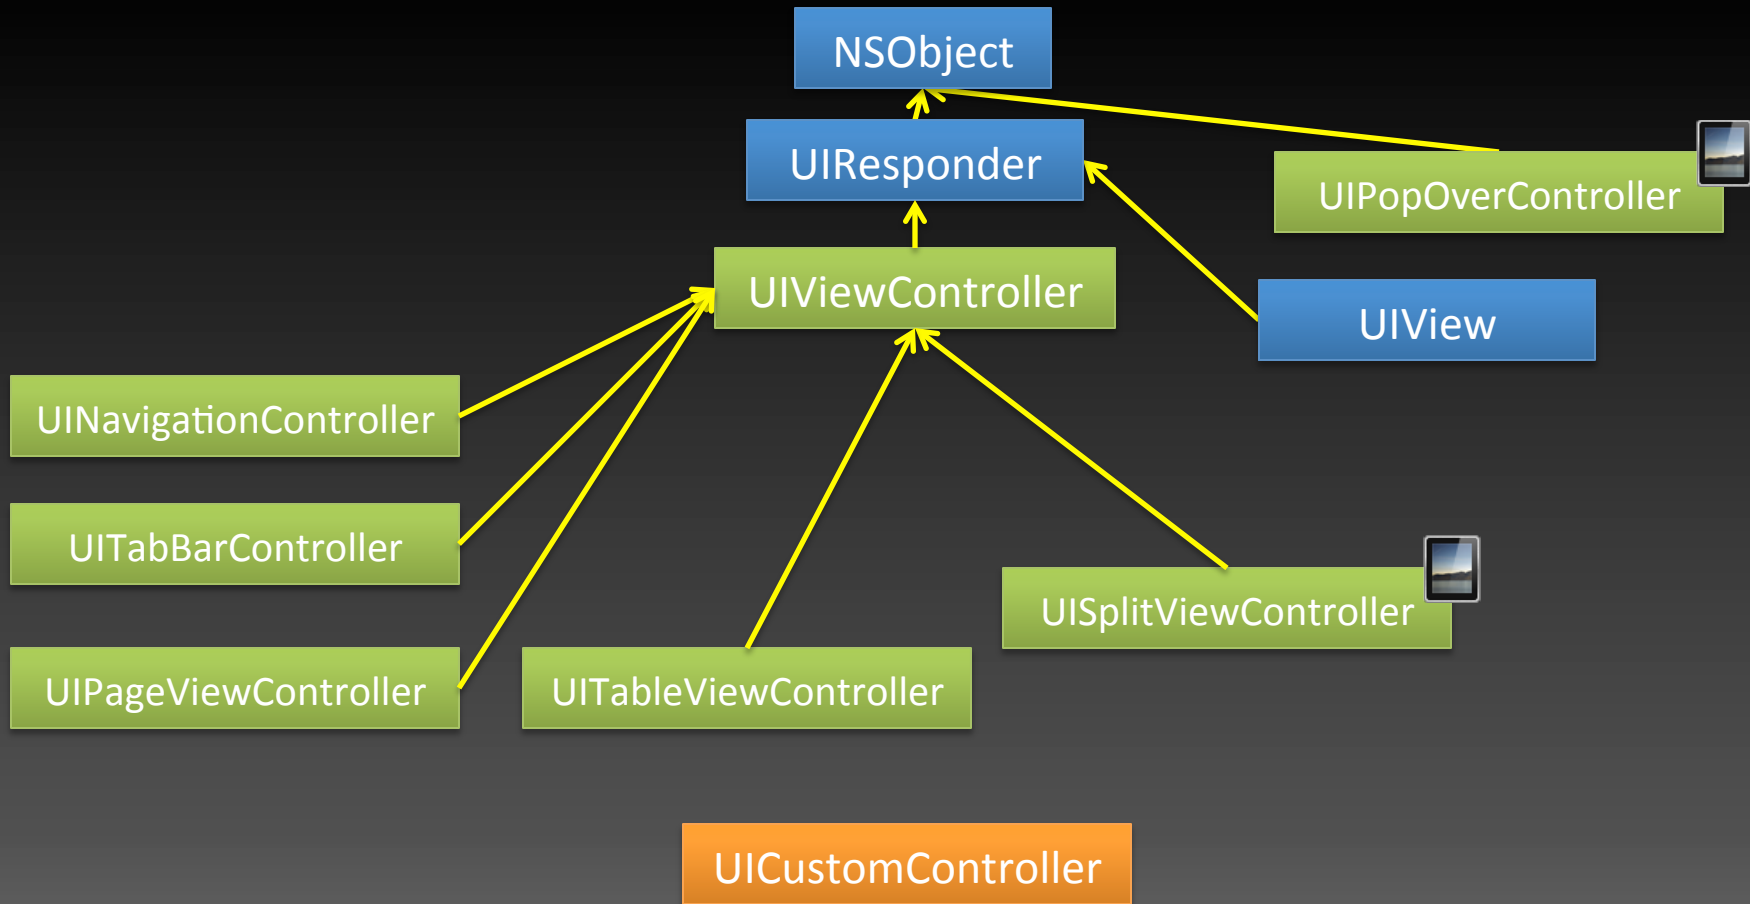 NSObject
UIResponder
UIPopOverController
UIViewController
UIView
UINavigationController
UITabBarController
UISplitViewController
UIPageViewController
UITableViewController
UICustomController